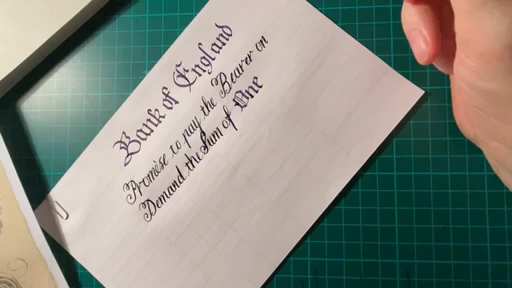 Bank of England
Promise to pay the Bearer on
Demand the Sum of One